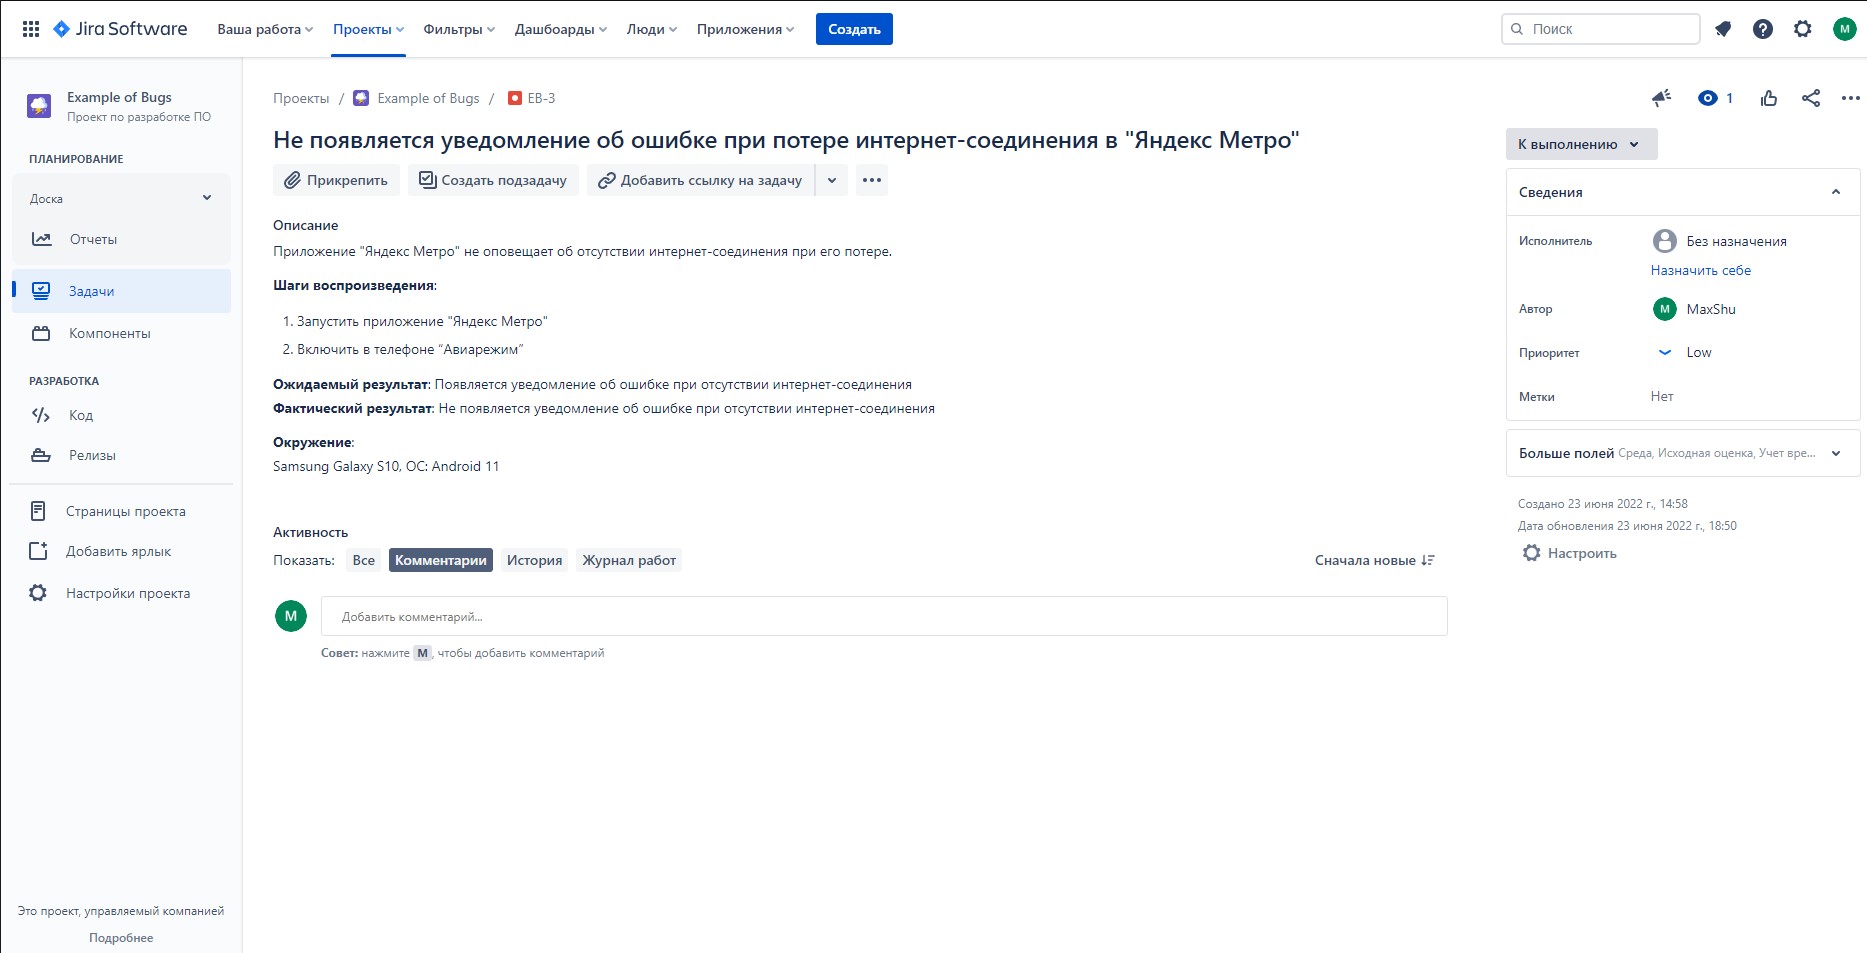 Jira Software
Ваша работа
Проекты
Фильтры
Дашборды
Люди
Приложения
Создать
Поиск
M
Example of Bugs
Проект по разработке ПО
ПЛАНИРОВАНИЕ
Доска
Отчеты
Задачи
Компоненты
РАЗРАБОТКА
Код
Релизы
Страницы проекта
Добавить ярлык
Настройки проекта
Это проект, управляемый компанией
Подробнее
Проекты / Example of Bugs / EB-3
1
Не появляется уведомление об ошибке при потере интернет-соединения в "Яндекс Метро"
Прикрепить
Создать подзадачу
Добавить ссылку на задачу
Описание
Приложение "Яндекс Метро" не оповещает об отсутствии интернет-соединения при его потере.
Шаги воспроизведения:
1. Запустить приложение "Яндекс Метро"
2. Включить в телефоне “Авиарежим”
Ожидаемый результат: Появляется уведомление об ошибке при отсутствии интернет-соединения
Фактический результат: Не появляется уведомление об ошибке при отсутствии интернет-соединения
Окружение:
Samsung Galaxy S10, ОС: Android 11
Активность
Показать: Все Комментарии История Журнал работ
Сначала новые
M
Добавить комментарий...
Совет: нажмите M, чтобы добавить комментарий
К выполнению
Сведения
Исполнитель
Без назначения
Назначить себе
Автор
M
MaxShu
Приоритет
Low
Метки
Нет
Больше полей Среда, Исходная оценка, Учет вре...
Создано 23 июня 2022 г., 14:58
Дата обновления 23 июня 2022 г., 18:50
Настроить